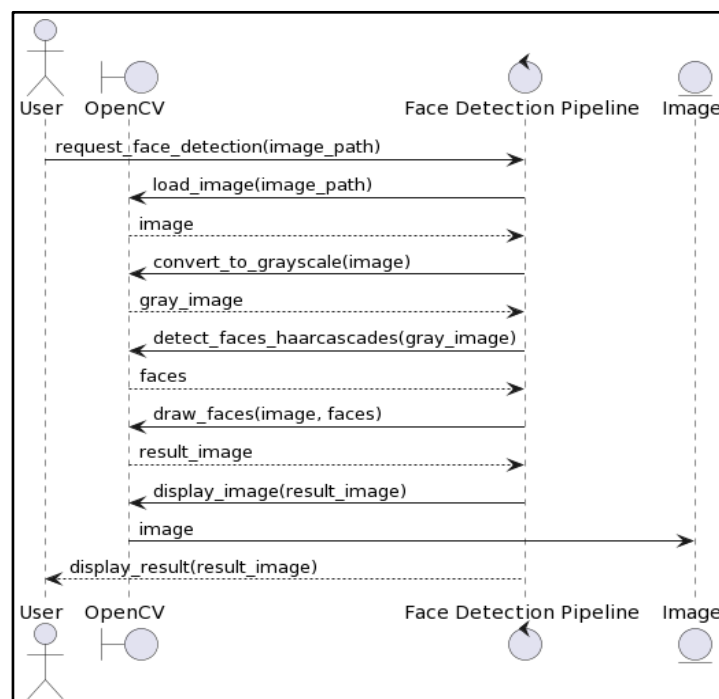 User OpenCV Face Detection Pipeline Image
request_face_detection(image_path)
load_image(image_path)
image
convert_to_grayscale(image)
gray_image
detect_faces_haarcascades(gray_image)
faces
draw_faces(image, faces)
result_image
display_image(result_image)
image
display_result(result_image)
User OpenCV Face Detection Pipeline Image